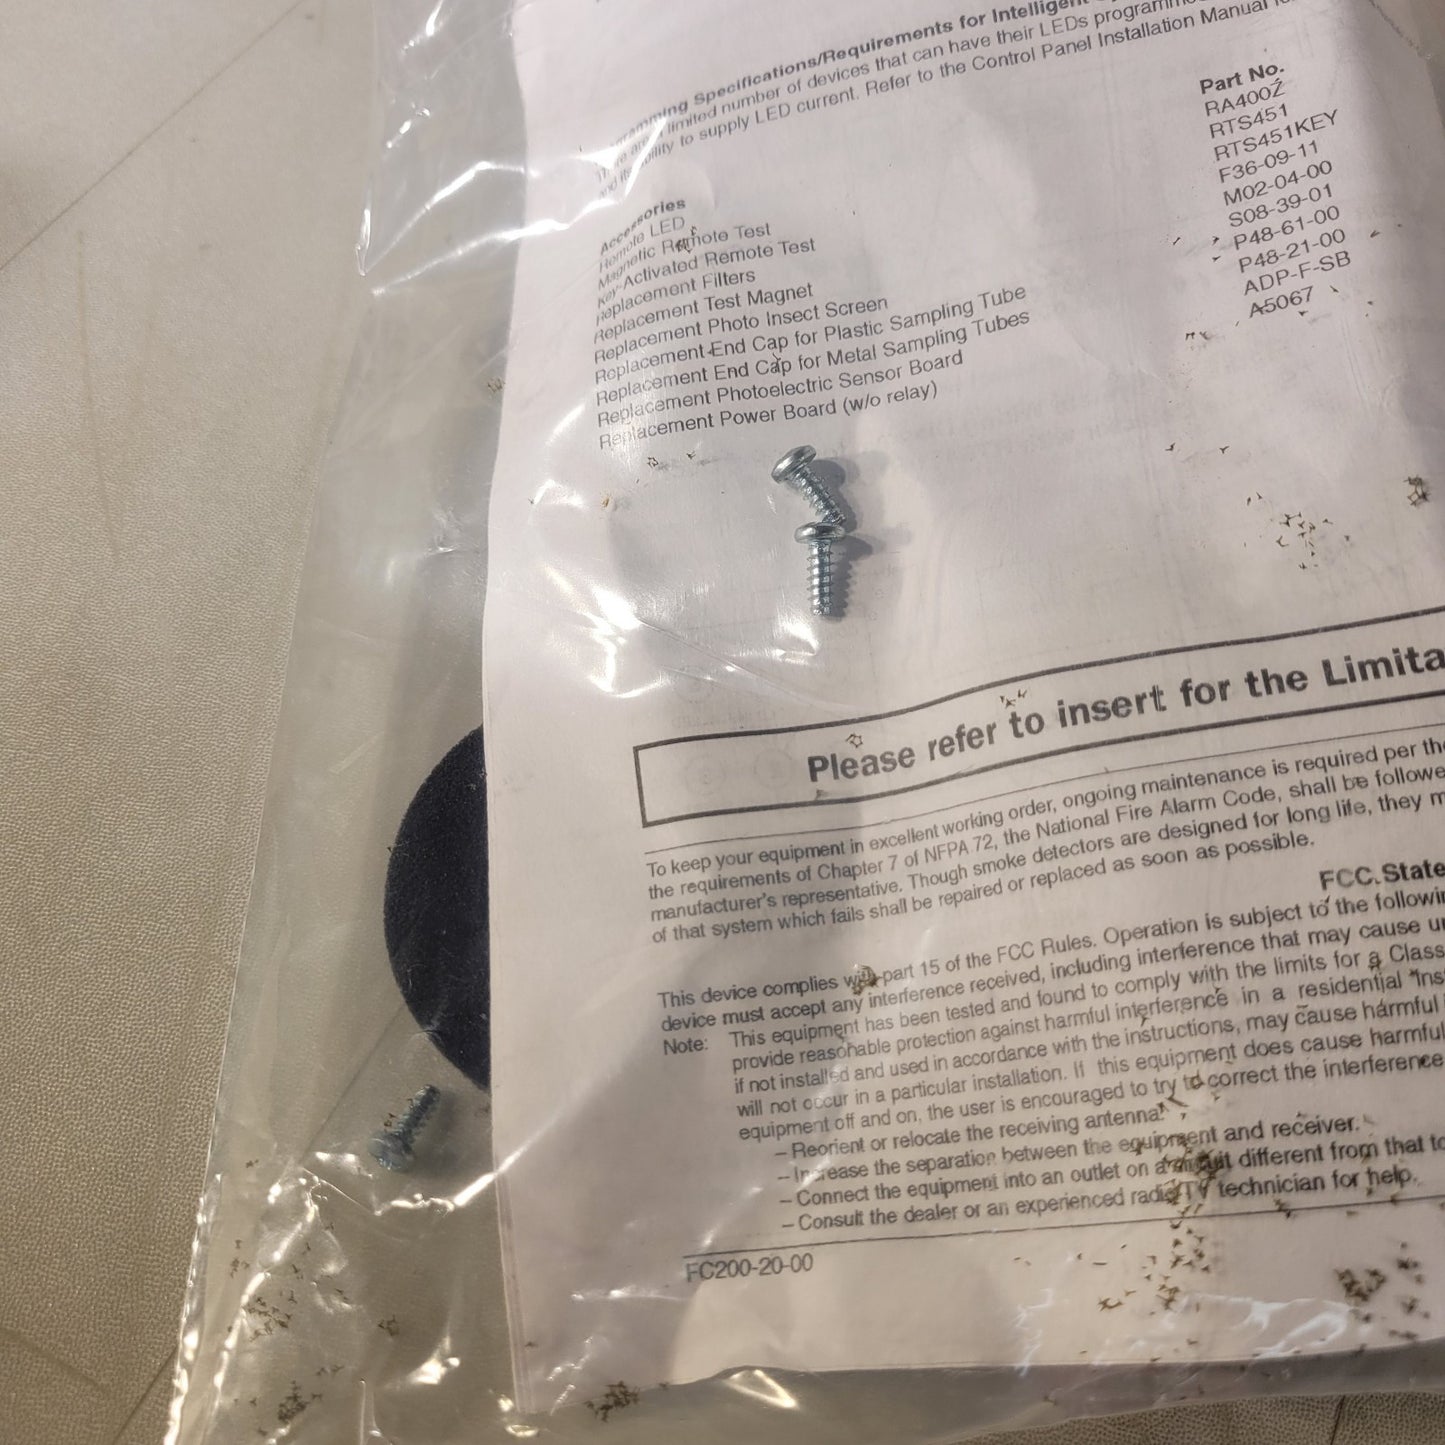 Programming Specifications/Requirements for Intelligent
There are a limited number of devices that can have their LEDs programmed
and its ability to supply LED current. Refer to the Control Panel Installation Manual for
Accessories Part No.
Remote LED RA400Z
Magnetic Remote Test RTS451
Key-Activated Remote Test RTS451KEY
Replacement Filters F36-09-11
Replacement Test Magnet M02-04-00
Replacement Photo Insect Screen S08-39-01
Replacement End Cap for Plastic Sampling Tube P48-61-00
Replacement End Cap for Metal Sampling Tubes P48-21-00
Replacement Photoelectric Sensor Board ADP-F-SB
Replacement Power Board (w/o relay) A5067
Please refer to insert for the Limita
To keep your equipment in excellent working order, ongoing maintenance is required per the
the requirements of Chapter 7 of NFPA 72, the National Fire Alarm Code, shall be followe
manufacturer's representative. Though smoke detectors are designed for long life, they m
of that system which fails shall be repaired or replaced as soon as possible.
FCC State
This device complies with part 15 of the FCC Rules. Operation is subject to the followin
device must accept any interference received, including interference that may cause un
Note: This equipment has been tested and found to comply with the limits for a Class
provide reasonable protection against harmful interference in a residential inst
if not installed and used in accordance with the instructions, may cause harmful
will not occur in a particular installation. If this equipment does cause harmful
equipment off and on, the user is encouraged to try to correct the interference
– Reorient or relocate the receiving antenna.
– Increase the separation between the equipment and receiver.
– Connect the equipment into an outlet on a circuit different from that to
– Consult the dealer or an experienced radio/TV technician for help.
FC200-20-00